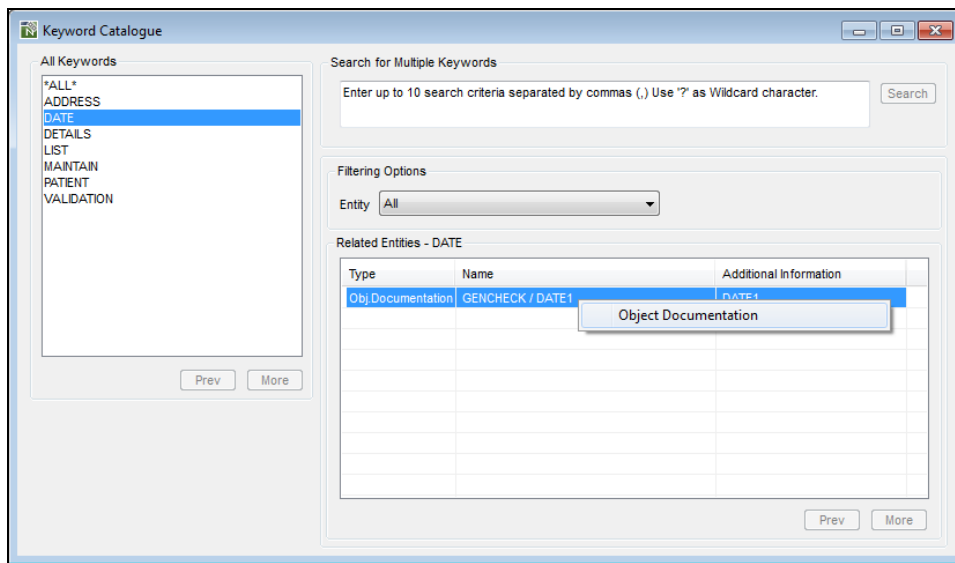 Keyword Catalogue
All Keywords
*ALL*
ADDRESS
DATE
DETAILS
LIST
MAINTAIN
PATIENT
VALIDATION
Prev More
Search for Multiple Keywords
Enter up to 10 search criteria separated by commas (,) Use '?' as Wildcard character.
Search
Filtering Options
Entity All
Related Entities - DATE
Type Name Additional Information
Obj.Documentation GENCHECK / DATE1 DATE1
Object Documentation
Prev More